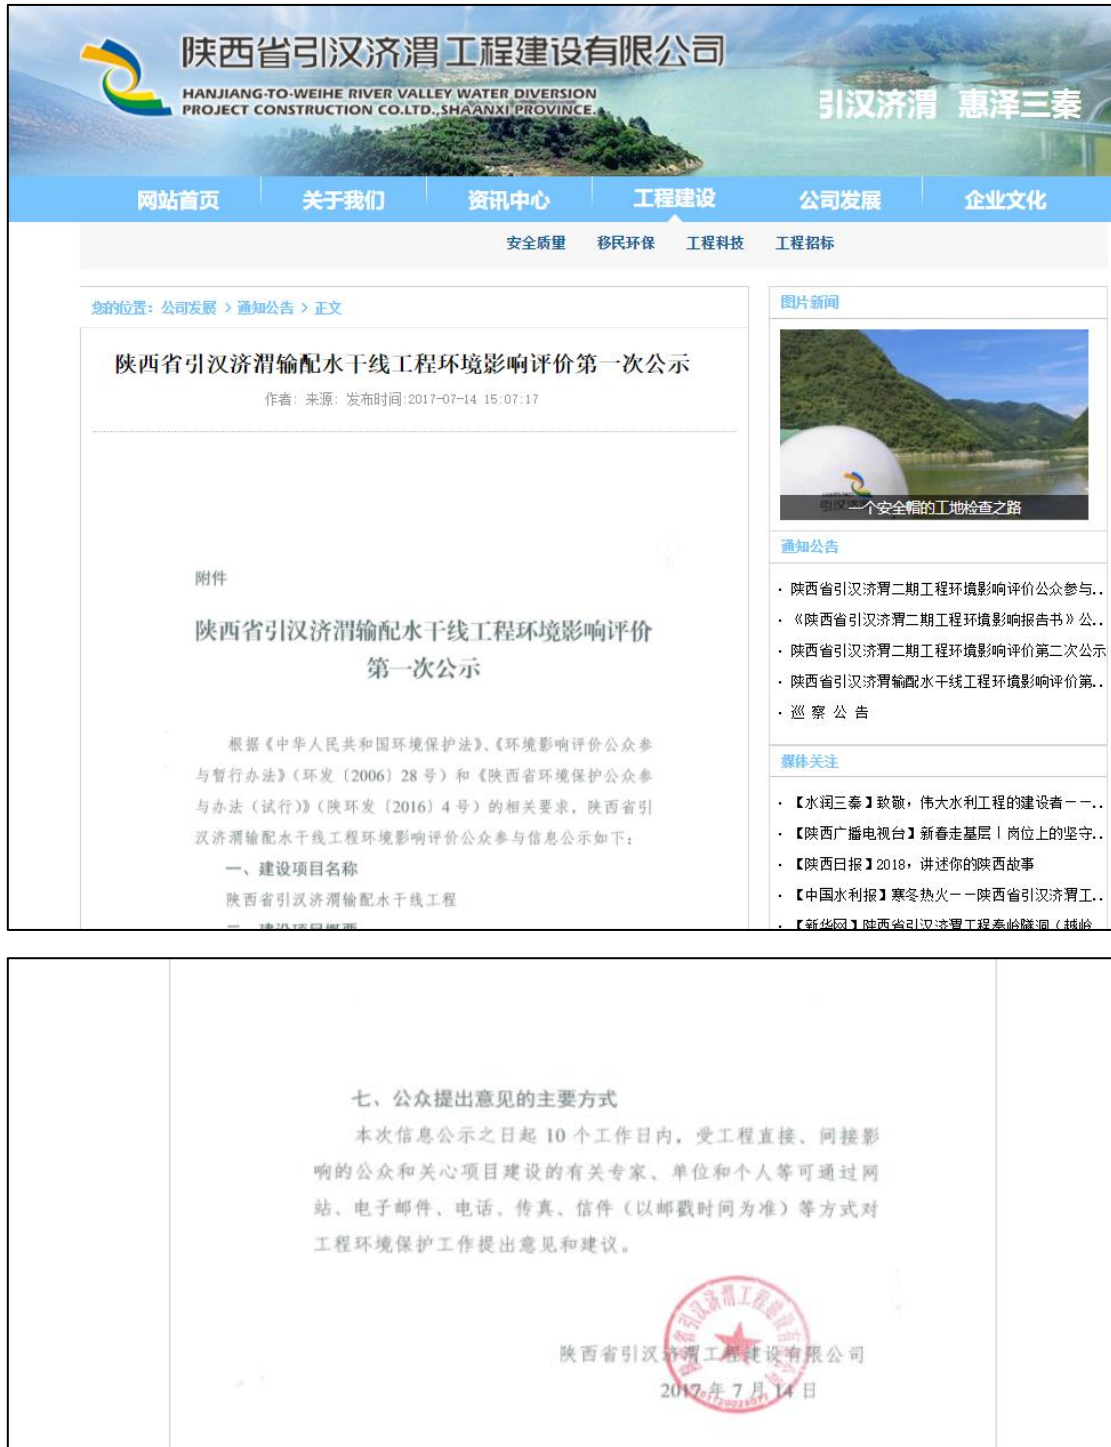 陕西省引汉济渭工程建设有限公司
HANJIANG-TO-WEIHE RIVER VALLEY WATER DIVERSION
PROJECT CONSTRUCTION CO.LTD.,SHAANXI PROVINCE.
引汉济渭 惠泽三秦
网站首页 关于我们 资讯中心 工程建设 公司发展 企业文化
安全质量 移民环保 工程科技 工程招标
您的位置：公司发展 > 通知公告 > 正文
陕西省引汉济渭输配水干线工程环境影响评价第一次公示
作者: 来源: 发布时间:2017-07-14 15:07:17
附件
陕西省引汉济渭输配水干线工程环境影响评价
第一次公示
根据《中华人民共和国环境保护法》、《环境影响评价公众参
与暂行办法》（环发〔2006〕28 号）和《陕西省环境保护公众参
与办法（试行）》（陕环发〔2016〕4 号）的相关要求，陕西省引
汉济渭输配水干线工程环境影响评价公众参与信息公示如下：
一、建设项目名称
陕西省引汉济渭输配水干线工程
二、建设项目概要
图片新闻
一个安全帽的工地检查之路
通知公告
· 陕西省引汉济渭二期工程环境影响评价公众参与..
· 《陕西省引汉济渭二期工程环境影响报告书》公..
· 陕西省引汉济渭二期工程环境影响评价第二次公示
· 陕西省引汉济渭输配水干线工程环境影响评价第..
· 巡 察 公 告
媒体关注
· 【水润三秦】致敬，伟大水利工程的建设者－－..
· 【陕西广播电视台】新春走基层丨岗位上的坚守..
· 【陕西日报】2018，讲述你的陕西故事
· 【中国水利报】寒冬热火－－陕西省引汉济渭工..
· 【新华网】陕西省引汉济渭工程秦岭隧洞（越岭
七、公众提出意见的主要方式
本次信息公示之日起 10 个工作日内，受工程直接、间接影
响的公众和关心项目建设的有关专家、单位和个人等可通过网
站、电子邮件、电话、传真、信件（以邮戳时间为准）等方式对
工程环境保护工作提出意见和建议。
陕西省引汉济渭工程建设有限公司
2017 年 7 月 14 日